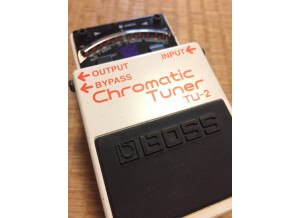 INPUT
OUTPUT
BYPASS
Chromatic
Tuner
TU-2
BOSS